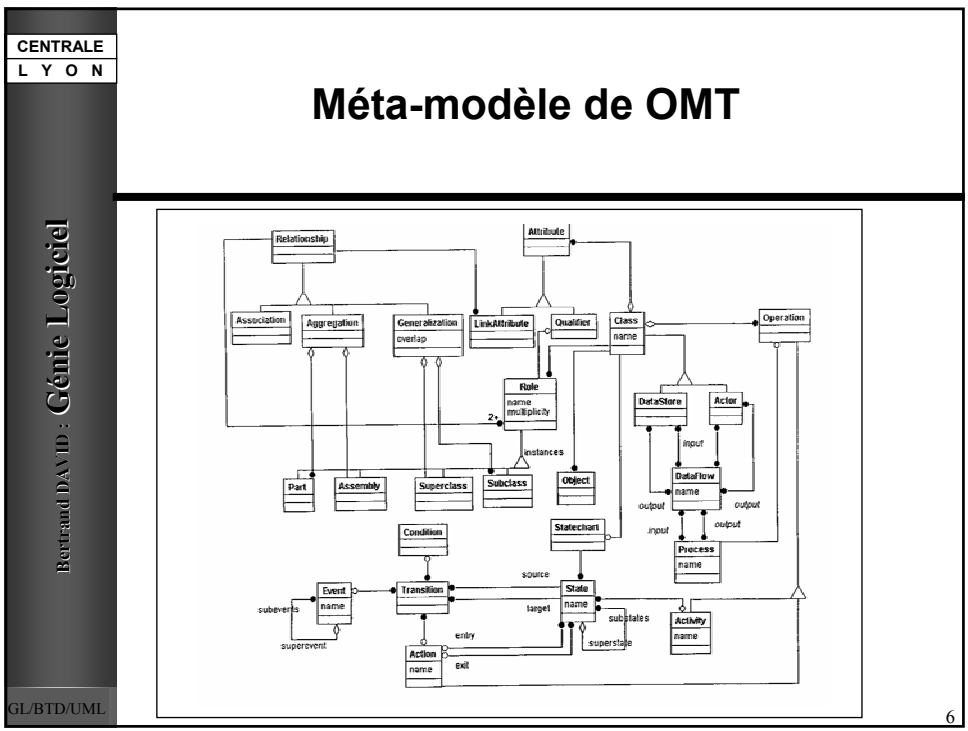 CENTRALE
L Y O N
Méta-modèle de OMT
Bertrand DAVID : Génie Logiciel
Relationship
Attribute
Association
Aggregation
Generalization
overlap
LinkAttribute
Qualifier
Class
name
Operation
Role
name
multiplicity
2+
instances
DataStore
Actor
input
DataFlow
name
output
output
input
output
Process
name
Part
Assembly
Superclass
Subclass
Object
Statechart
Condition
source
Event
name
Transition
State
name
target
substates
subevents
superevent
superstate
Activity
name
entry
exit
Action
name
GL/BTD/UML
6